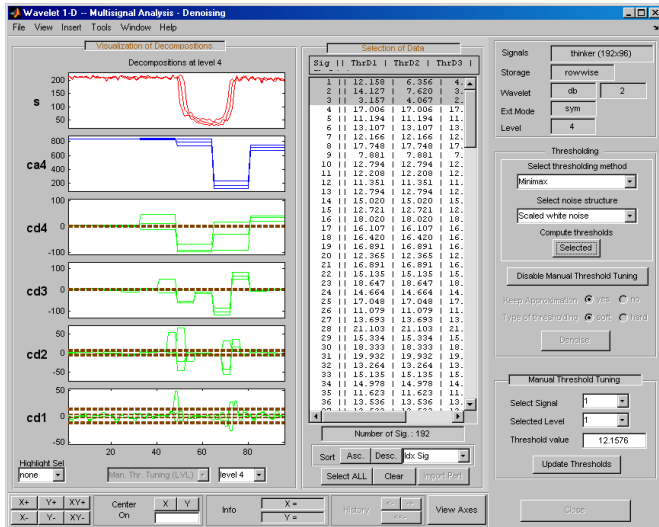 Wavelet 1-D -- Multisignal Analysis - Denoising
File View Insert Tools Window Help
Visualization of Decompositions
Decompositions at level 4
s
200
150
100
50
ca4
800
600
400
200
cd4
100
0
-100
cd3
100
0
-100
cd2
50
0
-50
cd1
50
0
-50
20 40 60 80
Highlight Sel
none
Man. Thr. Tuning (LVL)
level 4
Selection of Data
Sig || ThrD1 | ThrD2 | ThrD3 |
1 || 12.158 | 6.356 | 4.
2 || 14.127 | 7.620 | 3.
3 || 3.157 | 4.067 | 2.
4 || 17.006 | 17.006 | 17.
5 || 11.194 | 11.194 | 11.
6 || 13.107 | 13.107 | 13.
7 || 12.166 | 12.166 | 12.
8 || 17.748 | 17.748 | 17.
9 || 7.881 | 7.881 | 7.
10 || 12.794 | 12.794 | 12.
11 || 12.208 | 12.208 | 12.
12 || 11.351 | 11.351 | 11.
13 || 12.794 | 12.794 | 12.
14 || 15.020 | 15.020 | 15.
15 || 12.721 | 12.721 | 12.
16 || 18.020 | 18.020 | 18.
17 || 16.107 | 16.107 | 16.
18 || 16.420 | 16.420 | 16.
19 || 16.891 | 16.891 | 16.
20 || 12.365 | 12.365 | 12.
21 || 16.891 | 16.891 | 16.
22 || 15.135 | 15.135 | 15.
23 || 18.647 | 18.647 | 18.
24 || 14.664 | 14.664 | 14.
25 || 17.048 | 17.048 | 17.
26 || 11.079 | 11.079 | 11.
27 || 13.693 | 13.693 | 13.
28 || 21.103 | 21.103 | 21.
29 || 15.334 | 15.334 | 15.
30 || 18.333 | 18.333 | 18.
31 || 19.932 | 19.932 | 19.
32 || 13.264 | 13.264 | 13.
33 || 15.135 | 15.135 | 15.
34 || 14.978 | 14.978 | 14.
35 || 11.623 | 11.623 | 11.
36 || 13.536 | 13.536 | 13.
Number of Sig.: 192
Sort Asc. Desc. Idx Sig
Select ALL Clear Import Part
Signals thinker (192x96)
Storage rowwise
Wavelet db 2
Ext.Mode sym
Level 4
Thresholding
Select thresholding method
Minimax
Select noise structure
Scaled white noise
Compute thresholds
Selected
Disable Manual Threshold Tuning
Keep Approximation yes no
Type of thresholding soft hard
Denoise
Manual Threshold Tuning
Select Signal 1
Selected Level 1
Threshold value 12.1576
Update Thresholds
X+ Y+ XY+
X- Y- XY-
Center
On
X Y
Info
X =
Y =
History
<- ->
<<-
View Axes
Close